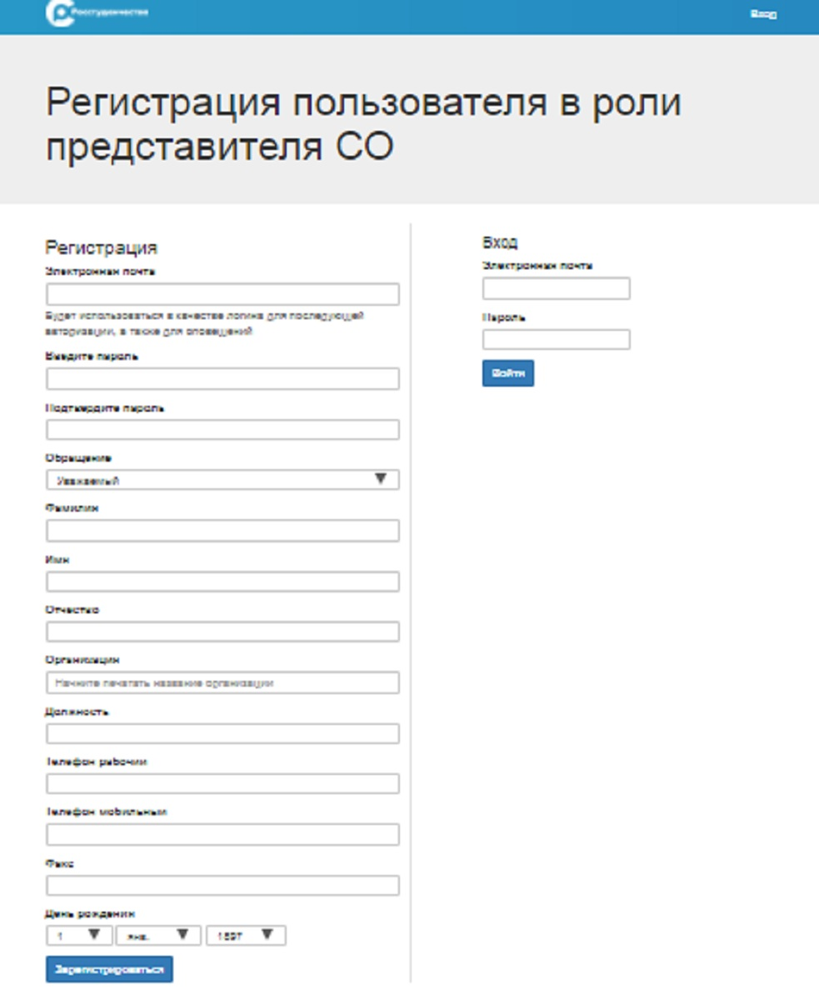 Росстуденчество
Вход
Регистрация пользователя в роли
представителя СО
Регистрация
Электронная почта
Будет использоваться в качестве логина для последующей
авторизации, а также для оповещений
Введите пароль
Подтвердите пароль
Обращение
Уважаемый
Фамилия
Имя
Отчество
Организация
Начните печатать название организации
Должность
Телефон рабочий
Телефон мобильный
Факс
День рождения
1 янв. 1897
Зарегистрироваться
Вход
Электронная почта
Пароль
Войти